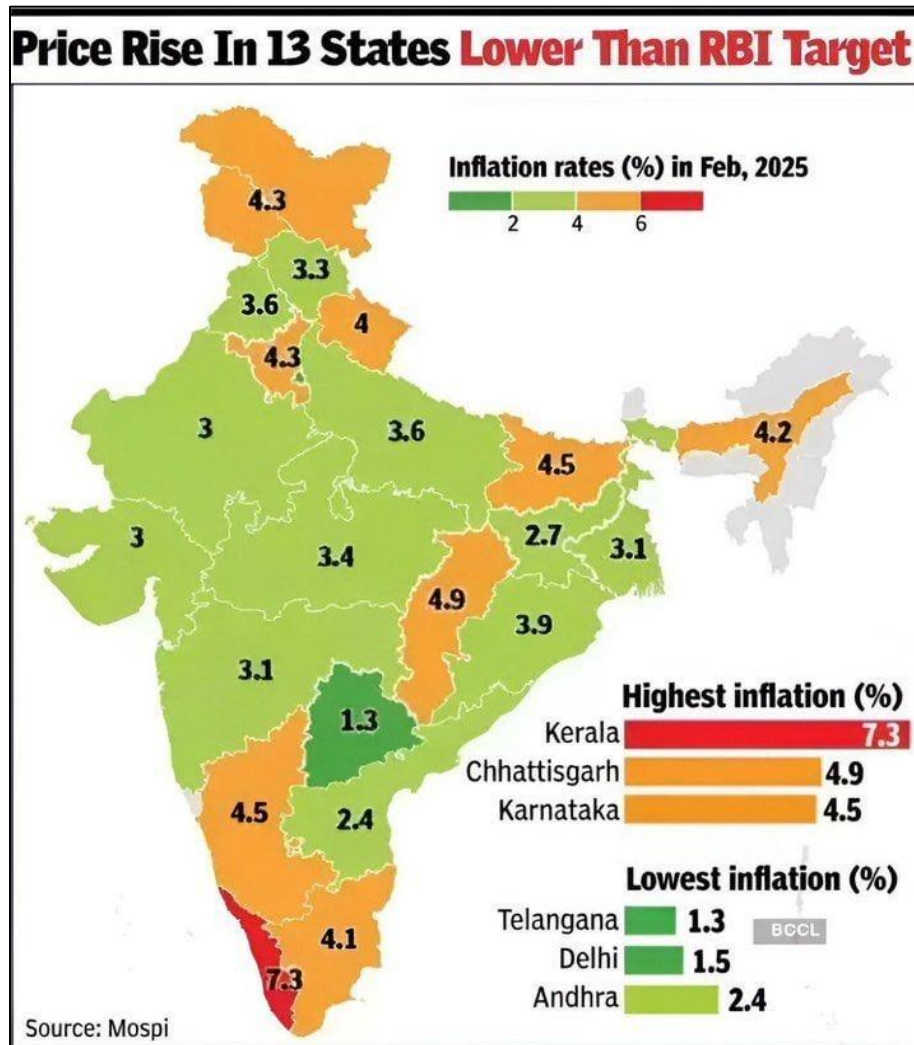 Price Rise In 13 States Lower Than RBI Target
Inflation rates (%) in Feb, 2025
2 4 6
4.3
3.3
3.6
4
4.3
3
3.6
4.5
4.2
3
3.4
2.7
3.1
4.9
3.9
3.1
1.3
4.5
2.4
4.1
7.3
Highest inflation (%)
Kerala 7.3
Chhattisgarh 4.9
Karnataka 4.5
Lowest inflation (%)
Telangana 1.3
Delhi 1.5
Andhra 2.4
BCCL
Source: Mospi